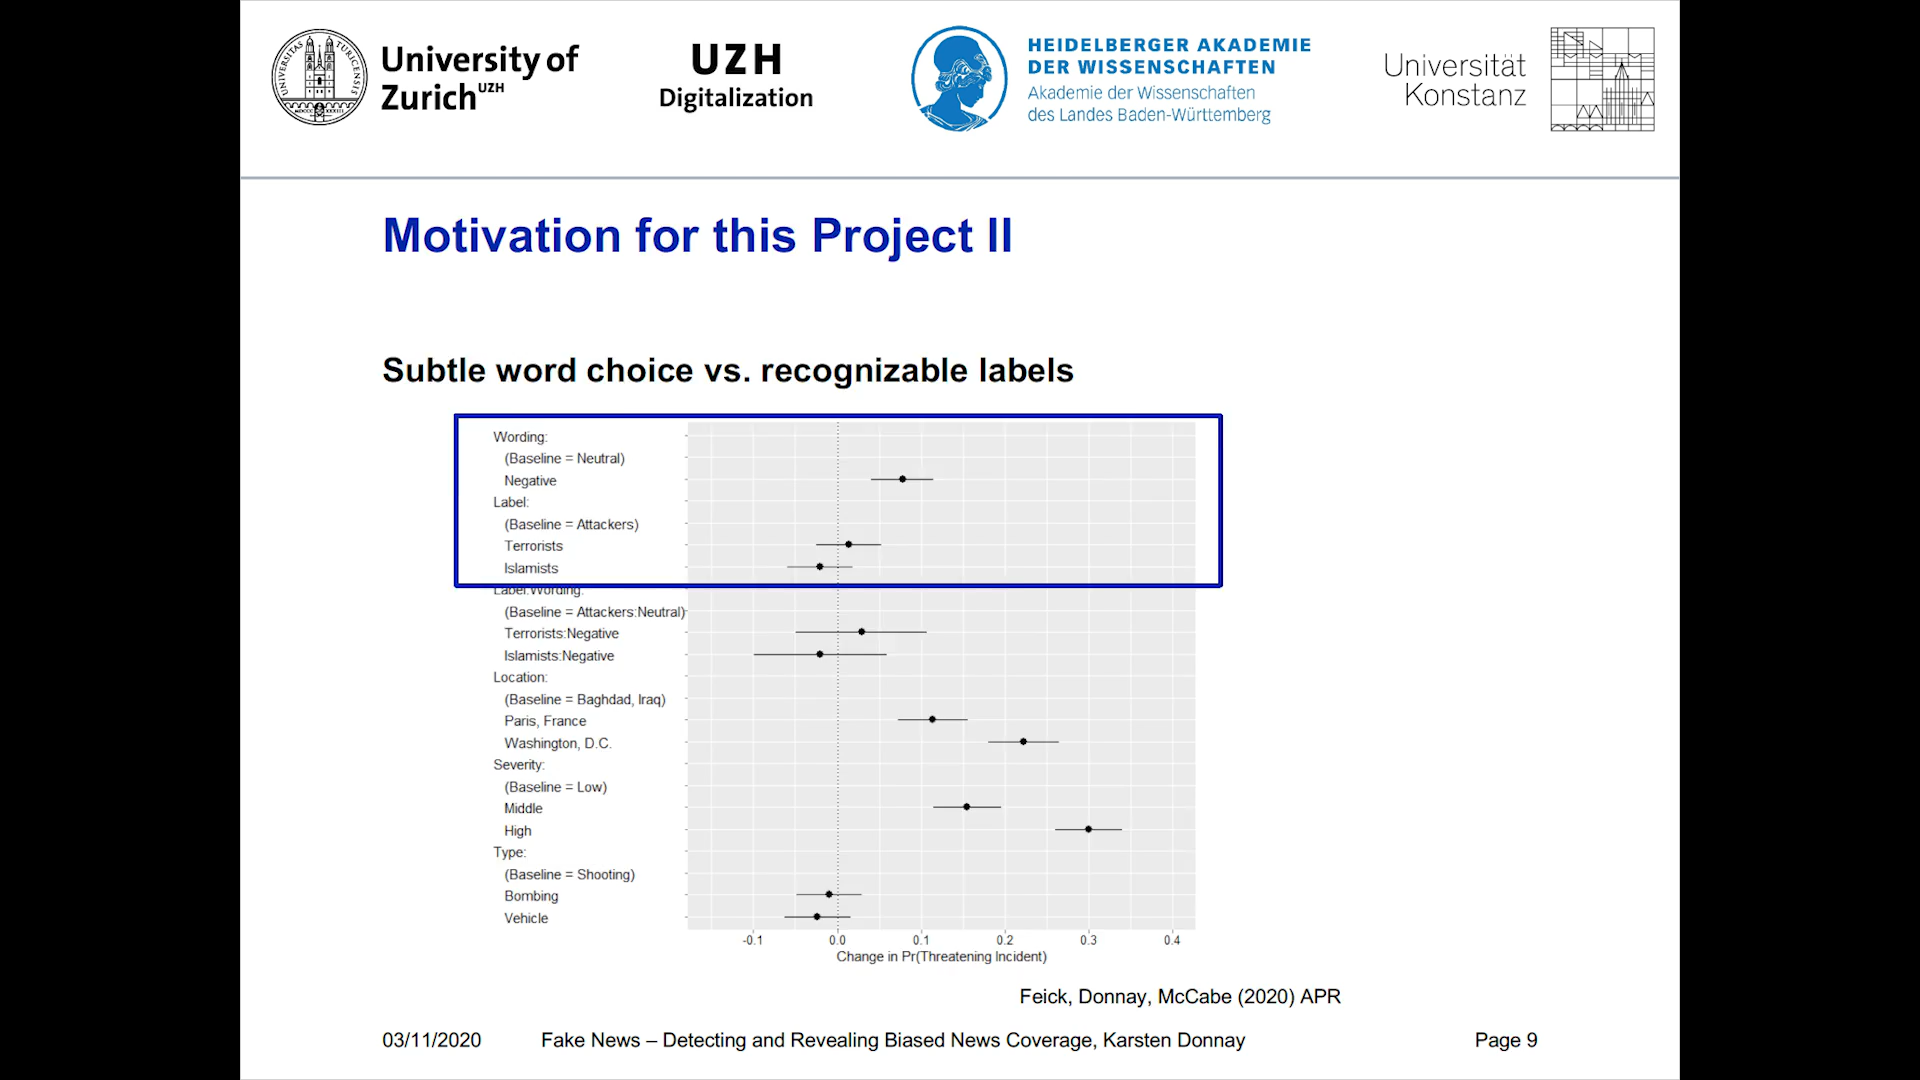 University of
Zurich UZH
UZH
Digitalization
HEIDELBERGER AKADEMIE
DER WISSENSCHAFTEN
Akademie der Wissenschaften
des Landes Baden-Württemberg
Universität
Konstanz
Motivation for this Project II
Subtle word choice vs. recognizable labels
Wording:
(Baseline = Neutral)
Negative
Label:
(Baseline = Attackers)
Terrorists
Islamists
Label:Wording:
(Baseline = Attackers:Neutral)
Terrorists:Negative
Islamists:Negative
Location:
(Baseline = Baghdad, Iraq)
Paris, France
Washington, D.C.
Severity:
(Baseline = Low)
Middle
High
Type:
(Baseline = Shooting)
Bombing
Vehicle
-0.1 0.0 0.1 0.2 0.3 0.4
Change in Pr(Threatening Incident)
Feick, Donnay, McCabe (2020) APR
03/11/2020 Fake News – Detecting and Revealing Biased News Coverage, Karsten Donnay Page 9